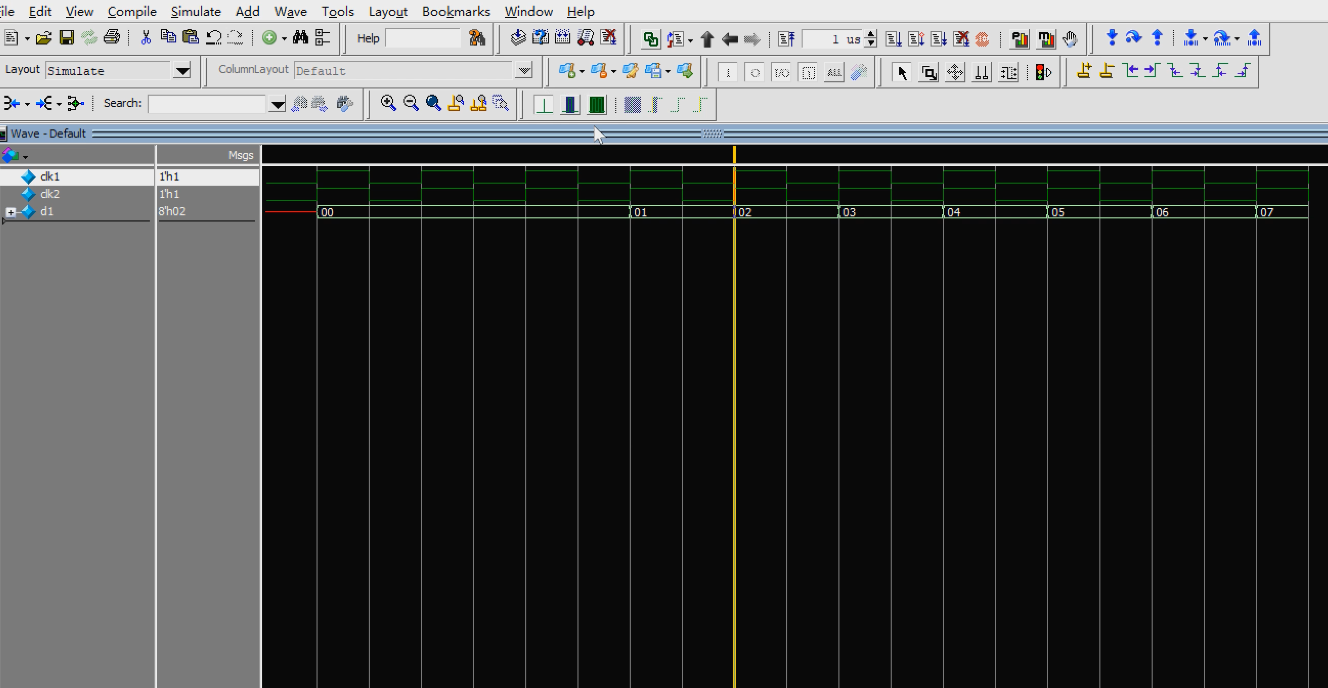 ile Edit View Compile Simulate Add Wave Tools Layout Bookmarks Window Help
Help 1 us
Layout Simulate ColumnLayout Default ALL
Search:
Wave - Default
Msgs
clk1 1'h1
clk2 1'h1
d1 8'h02 00 01 02 03 04 05 06 07